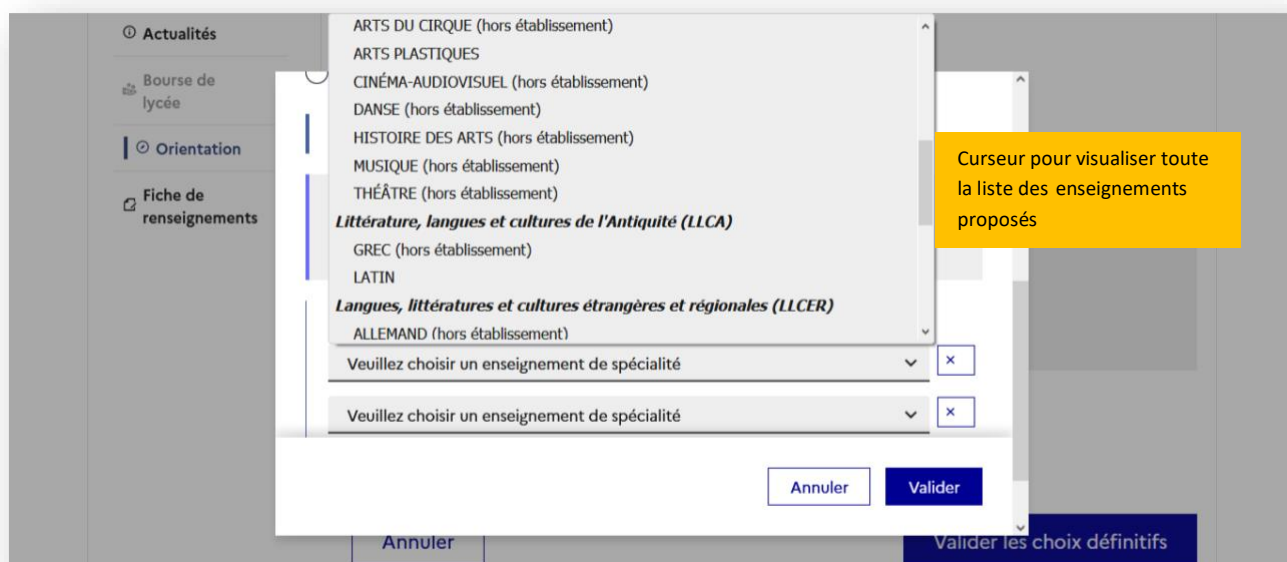 Actualités
Bourse de
lycée
Orientation
Fiche de
renseignements
ARTS DU CIRQUE (hors établissement)
ARTS PLASTIQUES
CINÉMA-AUDIOVISUEL (hors établissement)
DANSE (hors établissement)
HISTOIRE DES ARTS (hors établissement)
MUSIQUE (hors établissement)
THÉÂTRE (hors établissement)
Littérature, langues et cultures de l'Antiquité (LLCA)
GREC (hors établissement)
LATIN
Langues, littératures et cultures étrangères et régionales (LLCER)
ALLEMAND (hors établissement)
Veuillez choisir un enseignement de spécialité
Veuillez choisir un enseignement de spécialité
Curseur pour visualiser toute
la liste des enseignements
proposés
Annuler Valider
Annuler Valider les choix définitifs